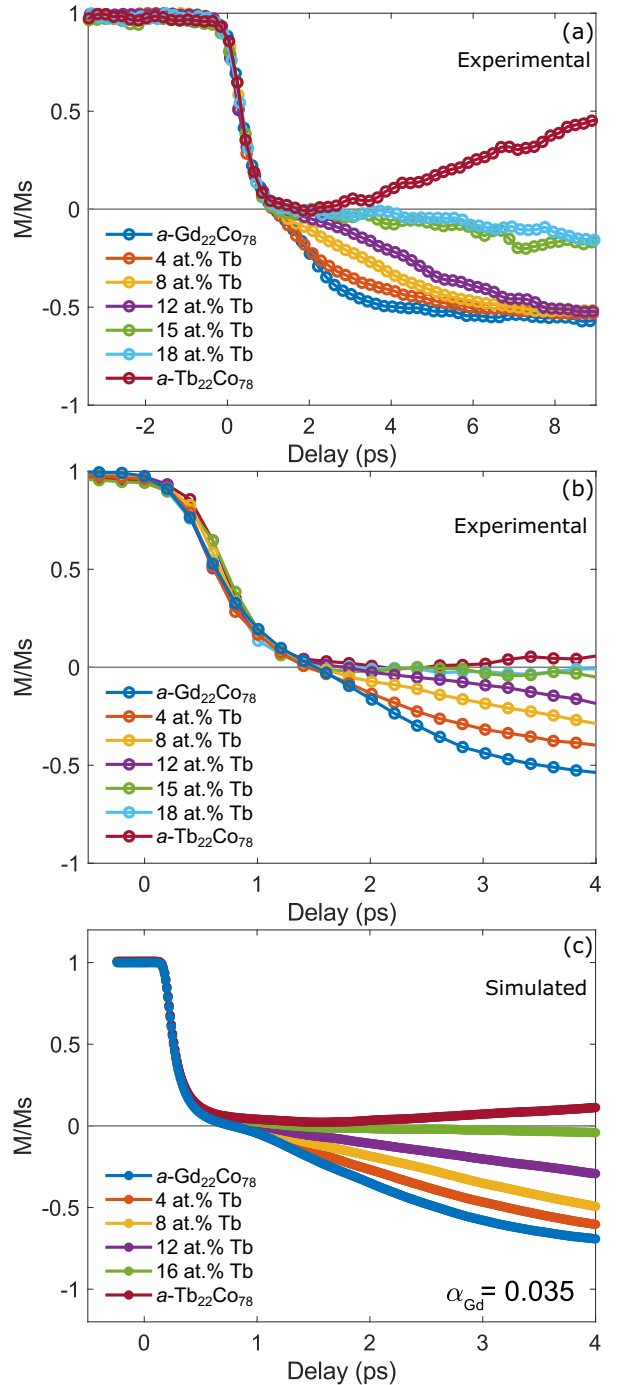 (a)
Experimental
M/Ms
1
0.5
0
-0.5
-1
a-Gd22Co78
4 at.% Tb
8 at.% Tb
12 at.% Tb
15 at.% Tb
18 at.% Tb
a-Tb22Co78
-2 0 2 4 6 8
Delay (ps)
(b)
Experimental
M/Ms
1
0.5
0
-0.5
-1
a-Gd22Co78
4 at.% Tb
8 at.% Tb
12 at.% Tb
15 at.% Tb
18 at.% Tb
a-Tb22Co78
0 1 2 3 4
Delay (ps)
(c)
Simulated
M/Ms
1
0.5
0
-0.5
-1
a-Gd22Co78
4 at.% Tb
8 at.% Tb
12 at.% Tb
16 at.% Tb
a-Tb22Co78
αGd= 0.035
0 1 2 3 4
Delay (ps)